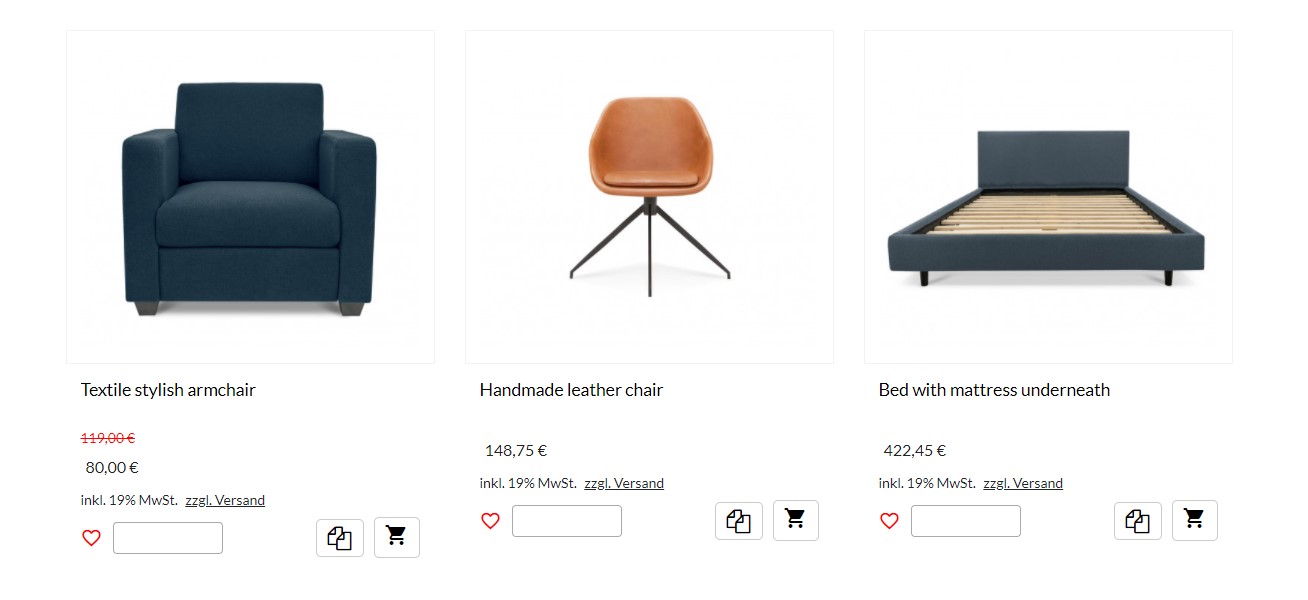 Textile stylish armchair
119,00 €
80,00 €
inkl. 19% MwSt. zzgl. Versand
Handmade leather chair
148,75 €
inkl. 19% MwSt. zzgl. Versand
Bed with mattress underneath
422,45 €
inkl. 19% MwSt. zzgl. Versand